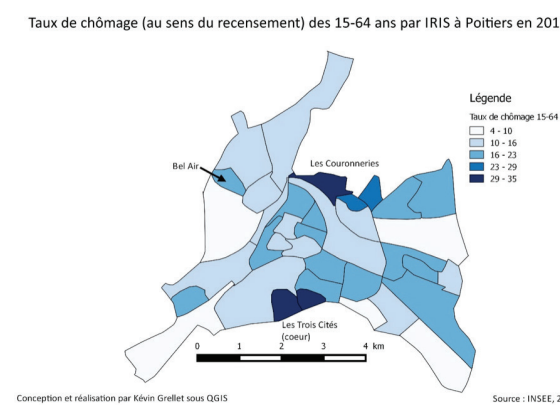 Taux de chômage (au sens du recensement) des 15-64 ans par IRIS à Poitiers en 201
Légende
Taux de chômage 15-64
4 - 10
10 - 16
16 - 23
23 - 29
29 - 35
Les Couronneries
Bel Air
Les Trois Cités
(coeur)
0 1 2 3 4 km
Conception et réalisation par Kévin Grellet sous QGIS
Source : INSEE, 2